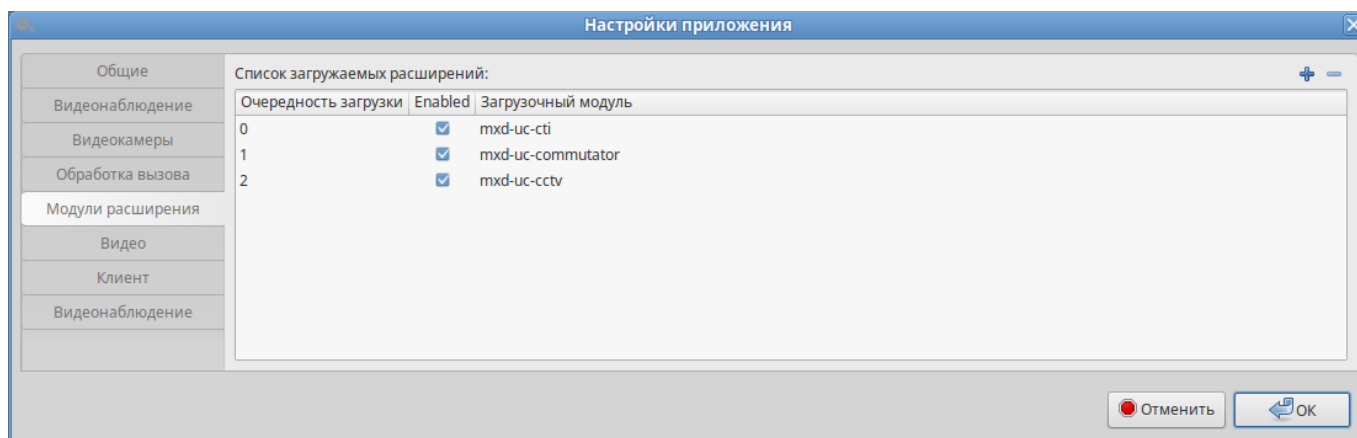 Настройки приложения
Общие
Видеонаблюдение
Видеокамеры
Обработка вызова
Модули расширения
Видео
Клиент
Видеонаблюдение
Список загружаемых расширений:
Очередность загрузки Enabled Загрузочный модуль
0 mxd-uc-cti
1 mxd-uc-commutator
2 mxd-uc-cctv
Отменить ОК